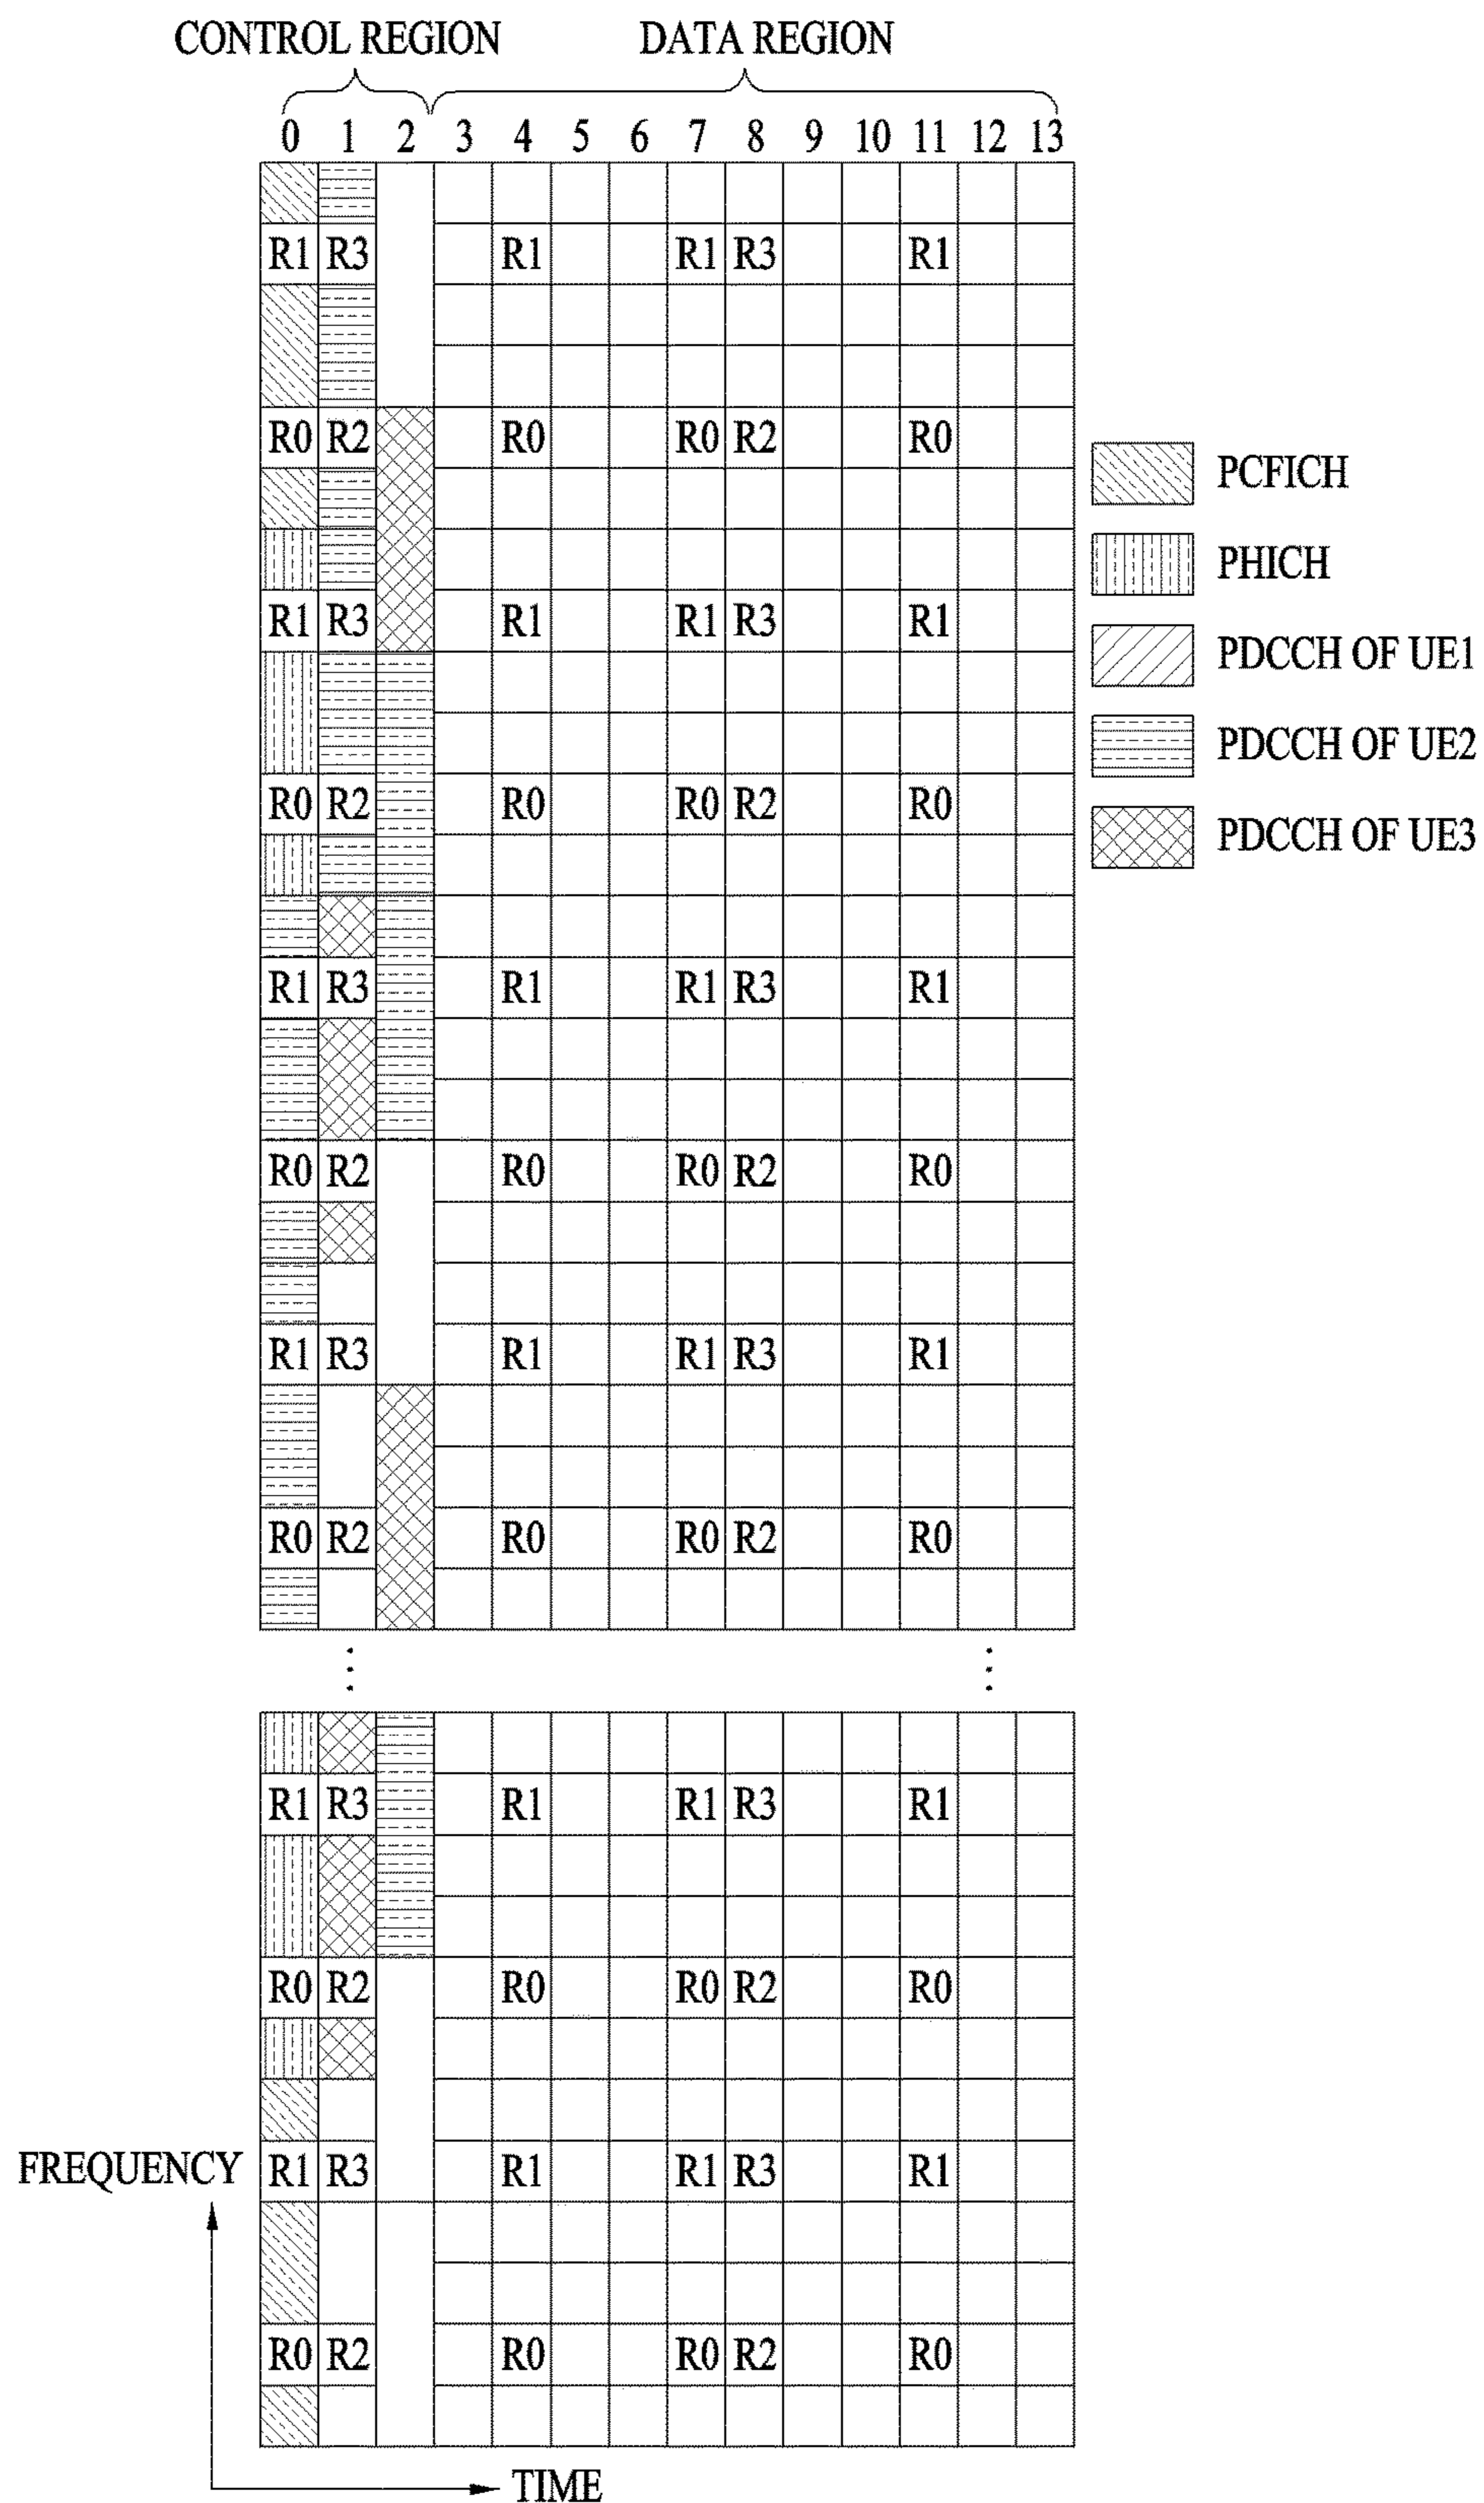 CONTROL REGION DATA REGION
0 1 2 3 4 5 6 7 8 9 10 11 12 13
R1 R3 R1 R1 R3 R1
R0 R2 R0 R0 R2 R0
PCFICH
PHICH
R1 R3 R1 R1 R3 R1
PDCCH OF UE1
PDCCH OF UE2
R0 R2 R0 R0 R2 R0
PDCCH OF UE3
R1 R3 R1 R1 R3 R1
R0 R2 R0 R0 R2 R0
R1 R3 R1 R1 R3 R1
R0 R2 R0 R0 R2 R0
R1 R3 R1 R1 R3 R1
R0 R2 R0 R0 R2 R0
FREQUENCY R1 R3 R1 R1 R3 R1
R0 R2 R0 R0 R2 R0
TIME